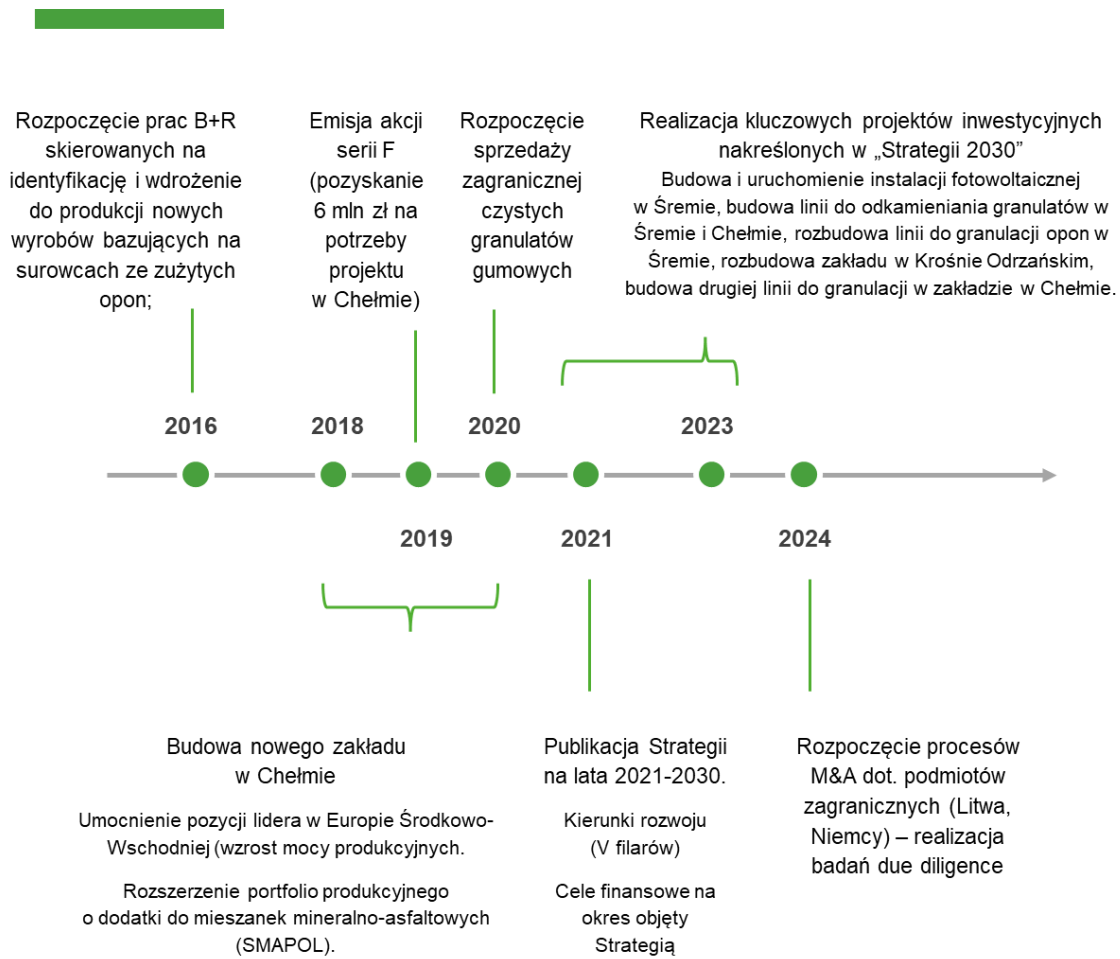 Rozpoczęcie prac B+R
skierowanych na
identyfikację i wdrożenie
do produkcji nowych
wyrobów bazujących na
surowcach ze zużytych
opon;
Emisja akcji
serii F
(pozyskanie
6 mln zł na
potrzeby
projektu
w Chełmie)
Rozpoczęcie
sprzedaży
zagranicznej
czystych
granulatów
gumowych
Realizacja kluczowych projektów inwestycyjnych
nakreślonych w „Strategii 2030”
Budowa i uruchomienie instalacji fotowoltaicznej
w Śremie, budowa linii do odkamieniania granulatów w
Śremie i Chełmie, rozbudowa linii do granulacji opon w
Śremie, rozbudowa zakładu w Krośnie Odrzańskim,
budowa drugiej linii do granulacji w zakładzie w Chełmie.
2016
2018
2020
2023
2019
2021
2024
Budowa nowego zakładu
w Chełmie
Umocnienie pozycji lidera w Europie Środkowo-
Wschodniej (wzrost mocy produkcyjnych.
Rozszerzenie portfolio produkcyjnego
o dodatki do mieszanek mineralno-asfaltowych
(SMAPOL).
Publikacja Strategii
na lata 2021-2030.
Kierunki rozwoju
(V filarów)
Cele finansowe na
okres objęty
Strategią
Rozpoczęcie procesów
M&A dot. podmiotów
zagranicznych (Litwa,
Niemcy) – realizacja
badań due diligence